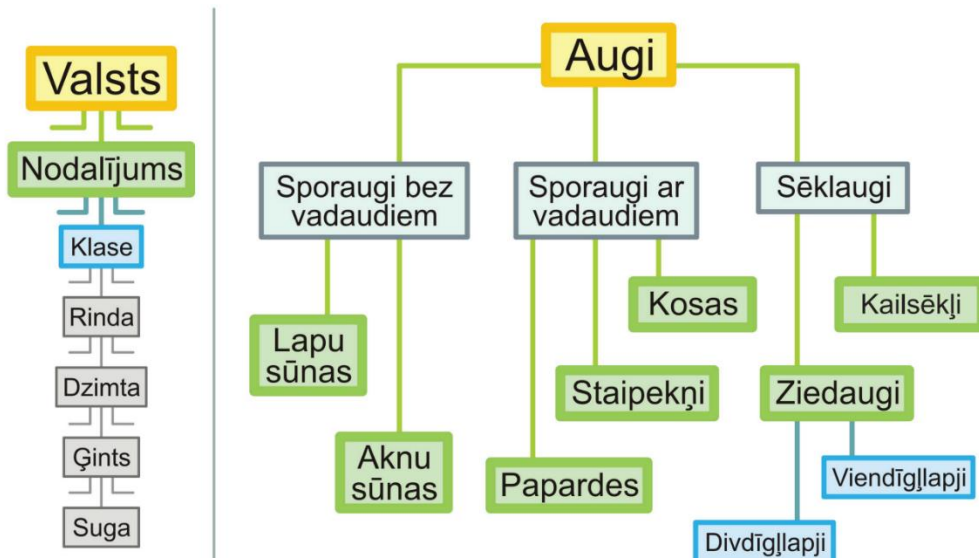 Valsts
Nodalījums
Klase
Rinda
Dzimta
Ģints
Suga
Augi
Sporaugi bez
vadaudiem
Sporaugi ar
vadaudiem
Sēklaugi
Lapu
sūnas
Aknu
sūnas
Kosas
Staipekņi
Papardes
Kailsēkļi
Ziedaugi
Viendīgļlapji
Divdīgļlapji